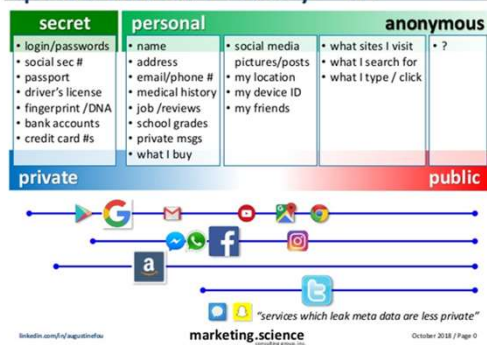 secret
personal
anonymous
• login/passwords
• social sec #
• passport
• driver's license
• fingerprint /DNA
• bank accounts
• credit card #s
• name
• address
• email/phone #
• medical history
• job /reviews
• school grades
• private msgs
• what I buy
• social media
pictures/posts
• my location
• my device ID
• my friends
• what sites I visit
• what I search for
• what I type / click
• ?
private
public
"services which leak meta data are less private"
linkedin.com/in/augustinefou
marketing.science
consulting group, inc.
October 2018 / Page 0